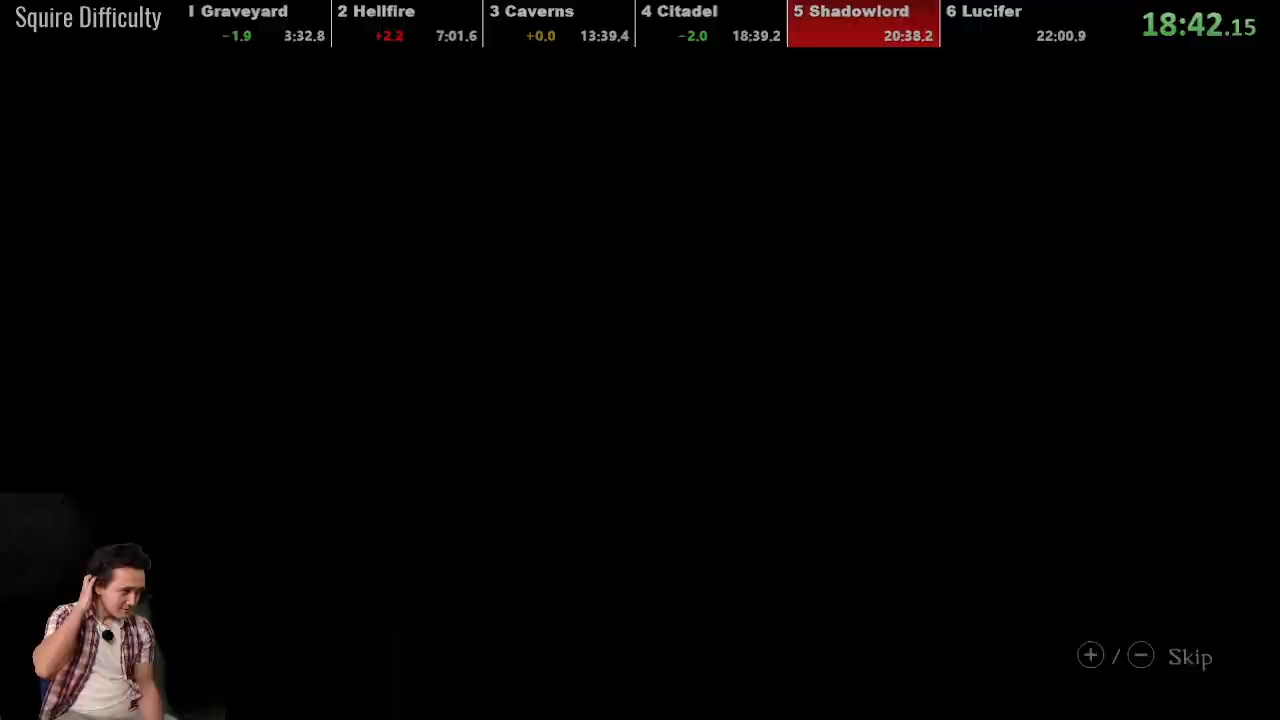 Squire Difficulty
1 Graveyard
-1.9 3:32.8
2 Hellfire
+2.2 7:01.6
3 Caverns
+0.0 13:39.4
4 Citadel
-2.0 18:39.2
5 Shadowlord
20:38.2
6 Lucifer
22:00.9
18:42.15
+ / - Skip